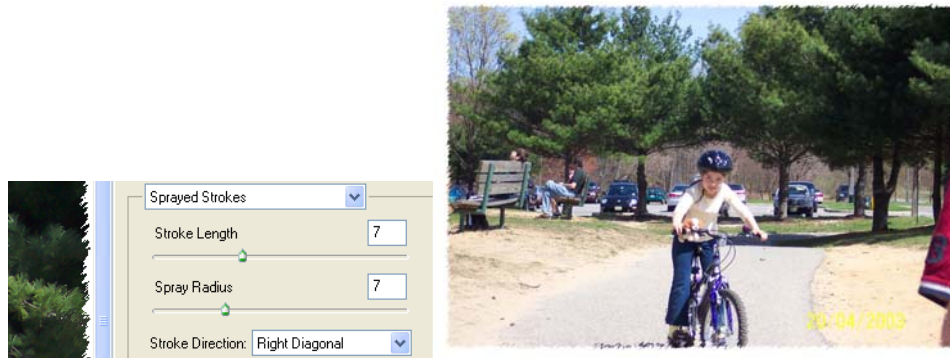 Sprayed Strokes
Stroke Length 7
Spray Radius 7
Stroke Direction: Right Diagonal